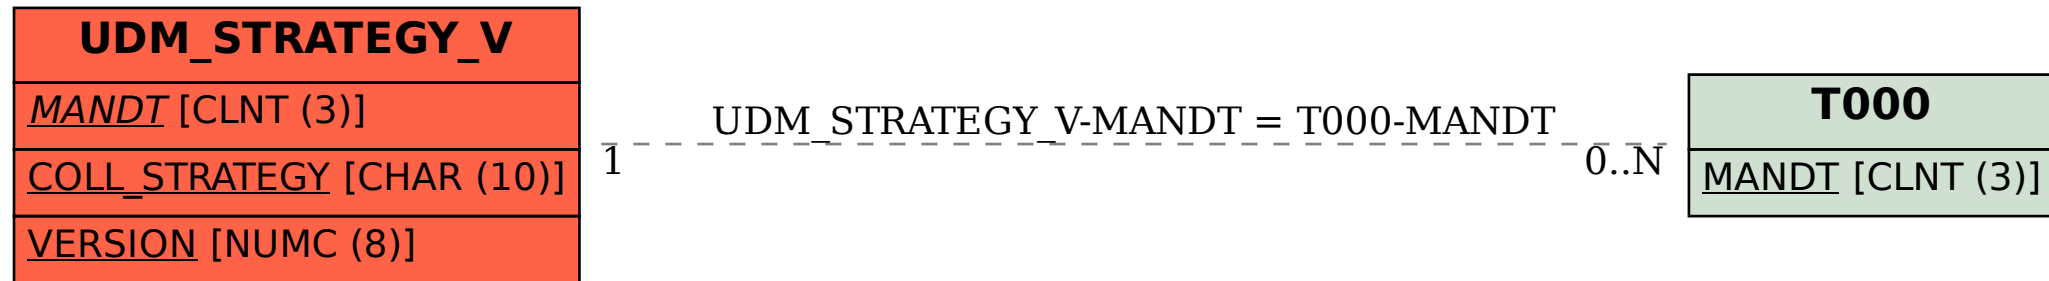 UDM_STRATEGY_V
MANDT [CLNT (3)]
COLL_STRATEGY [CHAR (10)]
VERSION [NUMC (8)]
UDM_STRATEGY_V-MANDT = T000-MANDT
1
0..N
T000
MANDT [CLNT (3)]